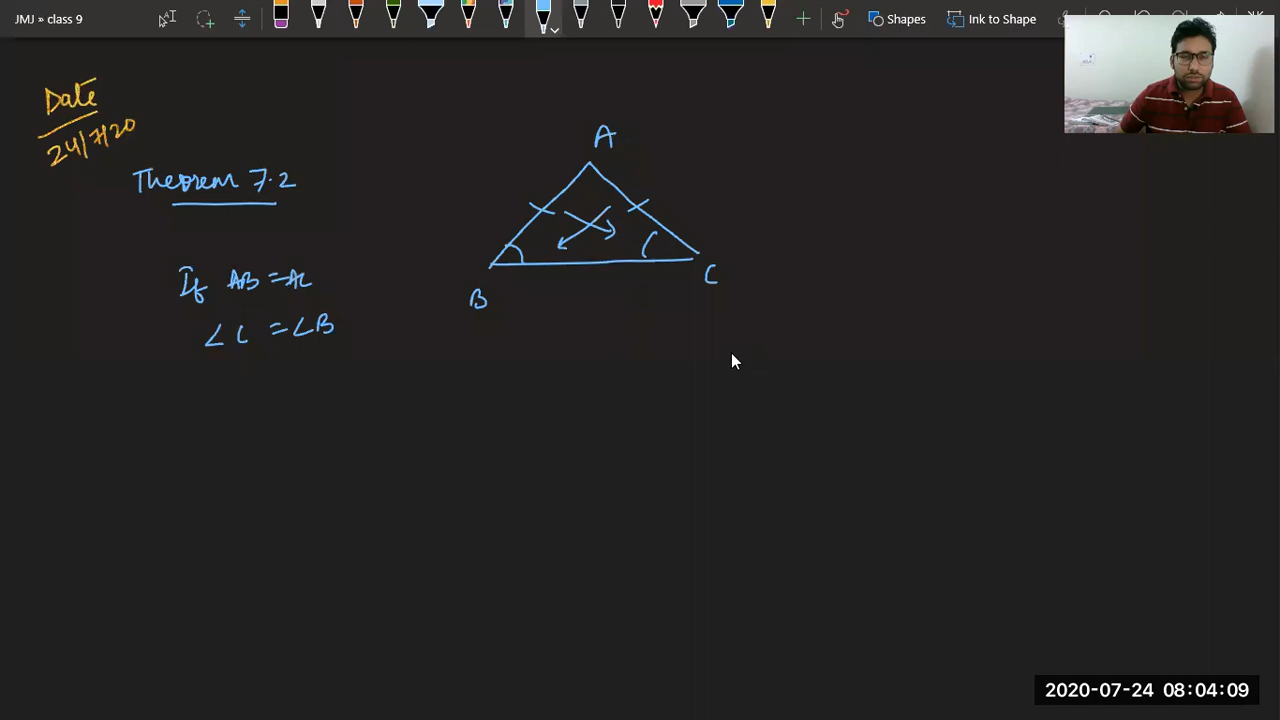 JMJ » class 9
Shapes
Ink to Shape
Date
24/7/20
Theorem 7.2
If AB = AC
∠C = ∠B
A
B
C
2020-07-24 08:04:09